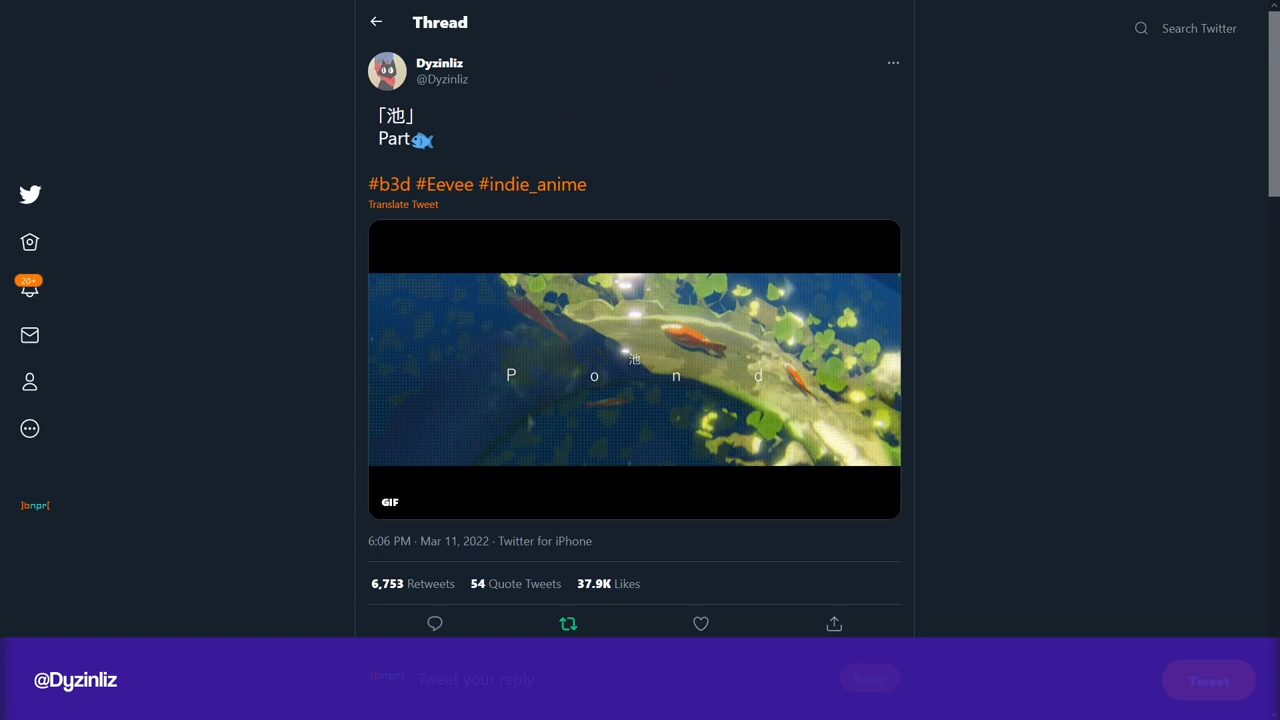 Thread
Search Twitter
Dyzinliz
@Dyzinliz
「池」
Part
#b3d #Eevee #indie_anime
Translate Tweet
20+
池
P o n d
]bnpr[
GIF
6:06 PM · Mar 11, 2022 · Twitter for iPhone
6,753 Retweets 54 Quote Tweets 37.9K Likes
@Dyzinliz
]bnpr[
Tweet your reply
Reply
Tweet